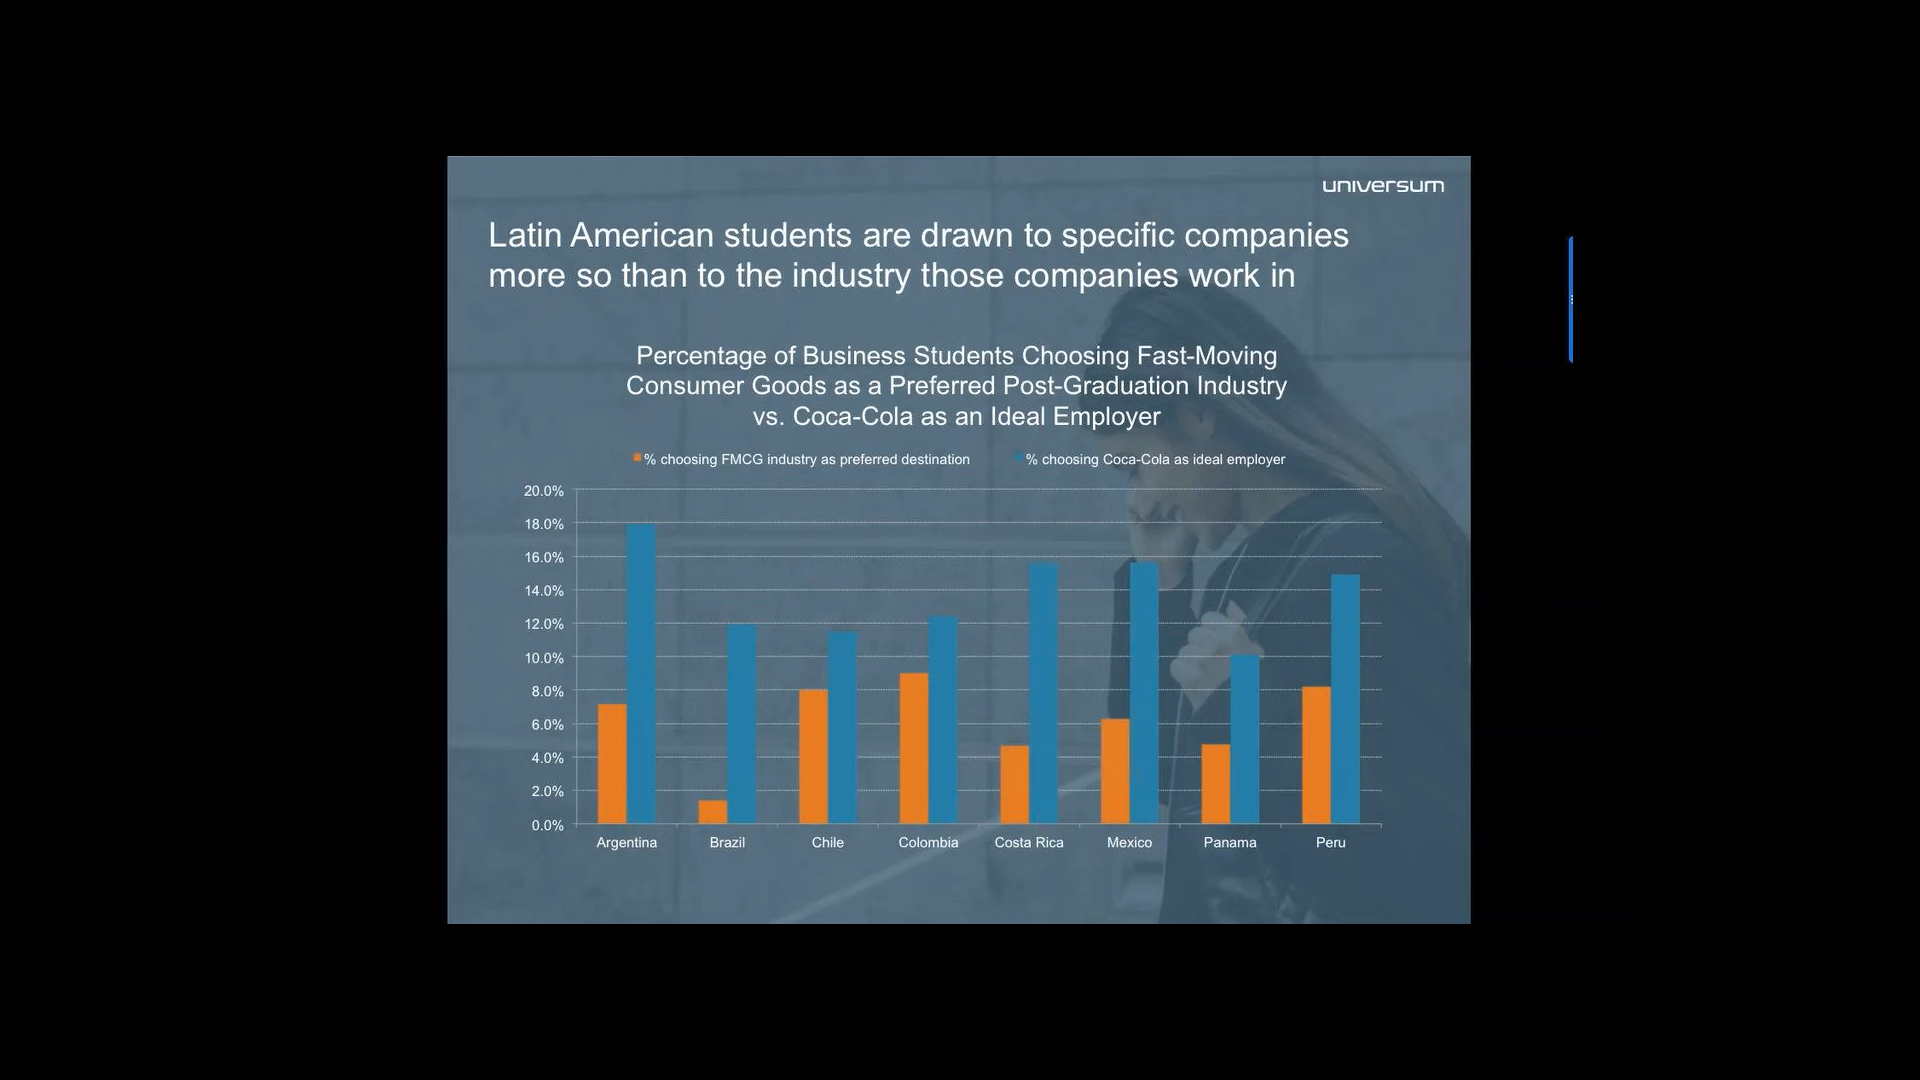 universum
Latin American students are drawn to specific companies
more so than to the industry those companies work in
Percentage of Business Students Choosing Fast-Moving
Consumer Goods as a Preferred Post-Graduation Industry
vs. Coca-Cola as an Ideal Employer
% choosing FMCG industry as preferred destination
% choosing Coca-Cola as ideal employer
20.0%
18.0%
16.0%
14.0%
12.0%
10.0%
8.0%
6.0%
4.0%
2.0%
0.0%
Argentina
Brazil
Chile
Colombia
Costa Rica
Mexico
Panama
Peru